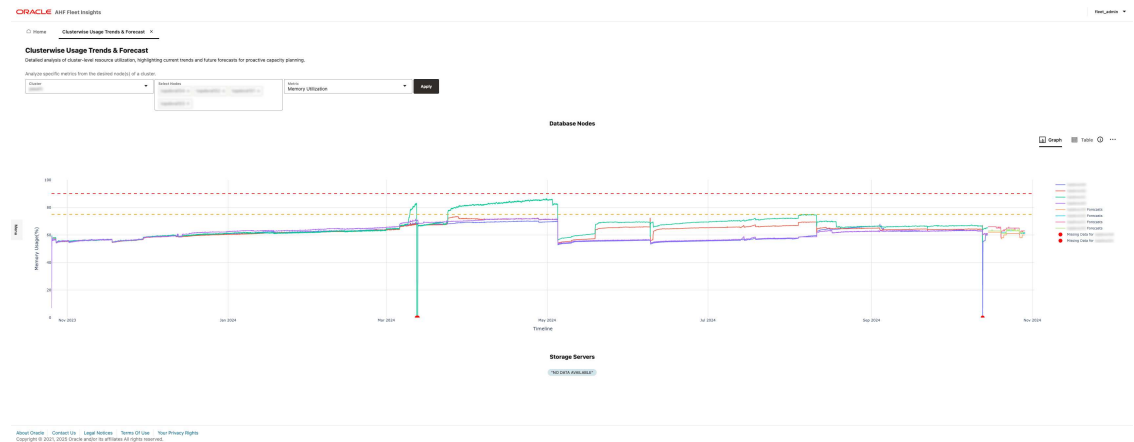 ORACLE AHF Fleet Insights
fleet_admin
Home Clusterwise Usage Trends & Forecast ×
Clusterwise Usage Trends & Forecast
Detailed analysis of cluster-level resource utilization, highlighting current trends and future forecasts for proactive capacity planning.
Analyze specific metrics from the desired node(s) of a cluster.
Cluster
Select Nodes
Metric
Memory Utilization
Apply
Database Nodes
Graph Table
100
80
60
40
20
0
Memory Usage(%)
Nov 2023 Jan 2024 Mar 2024 May 2024 Jul 2024 Sep 2024 Nov 2024
Timeline
Forecasts
Forecasts
Forecasts
Forecasts
Missing Data for
Missing Data for
Menu
Storage Servers
"NO DATA AVAILABLE"
About Oracle Contact Us Legal Notices Terms Of Use Your Privacy Rights
Copyright © 2021, 2025 Oracle and/or its affiliates All rights reserved.